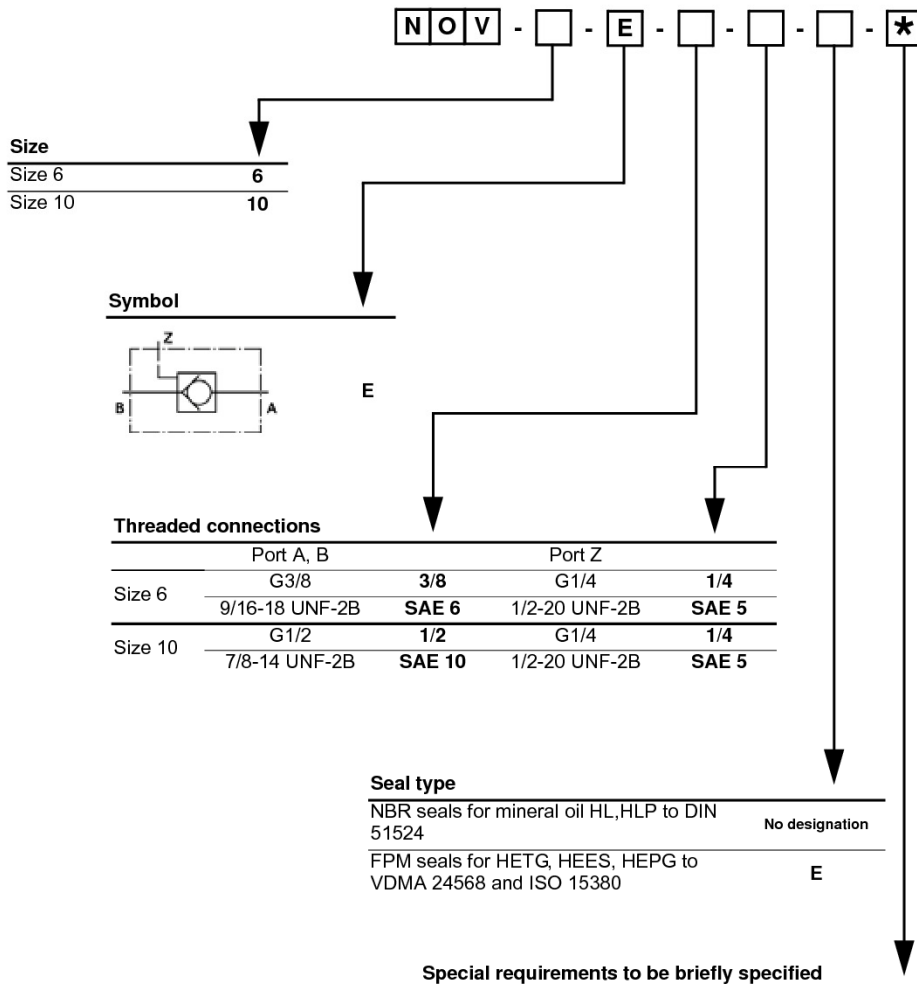 N O V - - E - - - - *
Size
Size 6 6
Size 10 10
Symbol
Z
B A
E
Threaded connections
Port A, B Port Z
Size 6 G3/8 3/8 G1/4 1/4
9/16-18 UNF-2B SAE 6 1/2-20 UNF-2B SAE 5
Size 10 G1/2 1/2 G1/4 1/4
7/8-14 UNF-2B SAE 10 1/2-20 UNF-2B SAE 5
Seal type
NBR seals for mineral oil HL,HLP to DIN
51524
No designation
FPM seals for HETG, HEES, HEPG to
VDMA 24568 and ISO 15380
E
Special requirements to be briefly specified